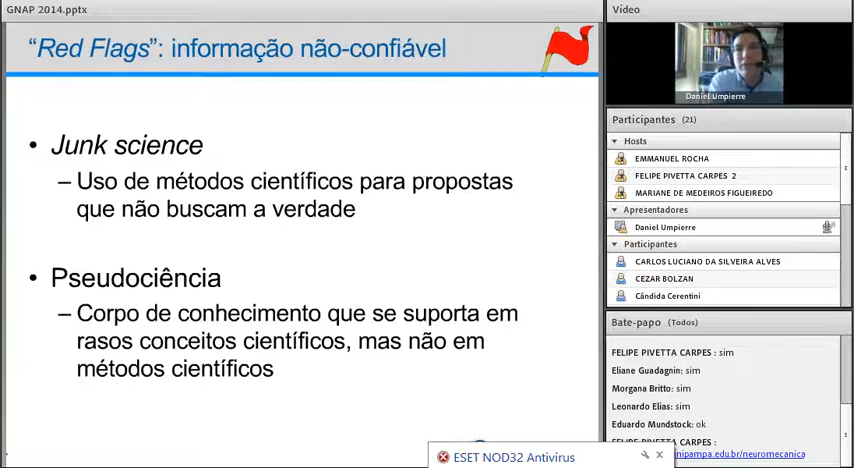 GNAP 2014.pptx
“Red Flags”: informação não-confiável
• Junk science
– Uso de métodos científicos para propostas
que não buscam a verdade
• Pseudociência
– Corpo de conhecimento que se suporta em
rasos conceitos científicos, mas não em
métodos científicos
ESET NOD32 Antivirus
Vídeo
Daniel Umpierre
Participantes (21)
Hosts
EMMANUEL ROCHA
FELIPE PIVETTA CARPES 2
MARIANE DE MEDEIROS FIGUEIREDO
Apresentadores
Daniel Umpierre
Participantes
CARLOS LUCIANO DA SILVEIRA ALVES
CEZAR BOLZAN
Cândida Cerentini
Bate-papo (Todos)
FELIPE PIVETTA CARPES : sim
Eliane Guadagnin: sim
Morgana Britto: sim
Leonardo Elias: sim
Eduardo Mundstock: ok
FELIPE PIVETTA CARPES :
nipampa.edu.br/neuromecanica